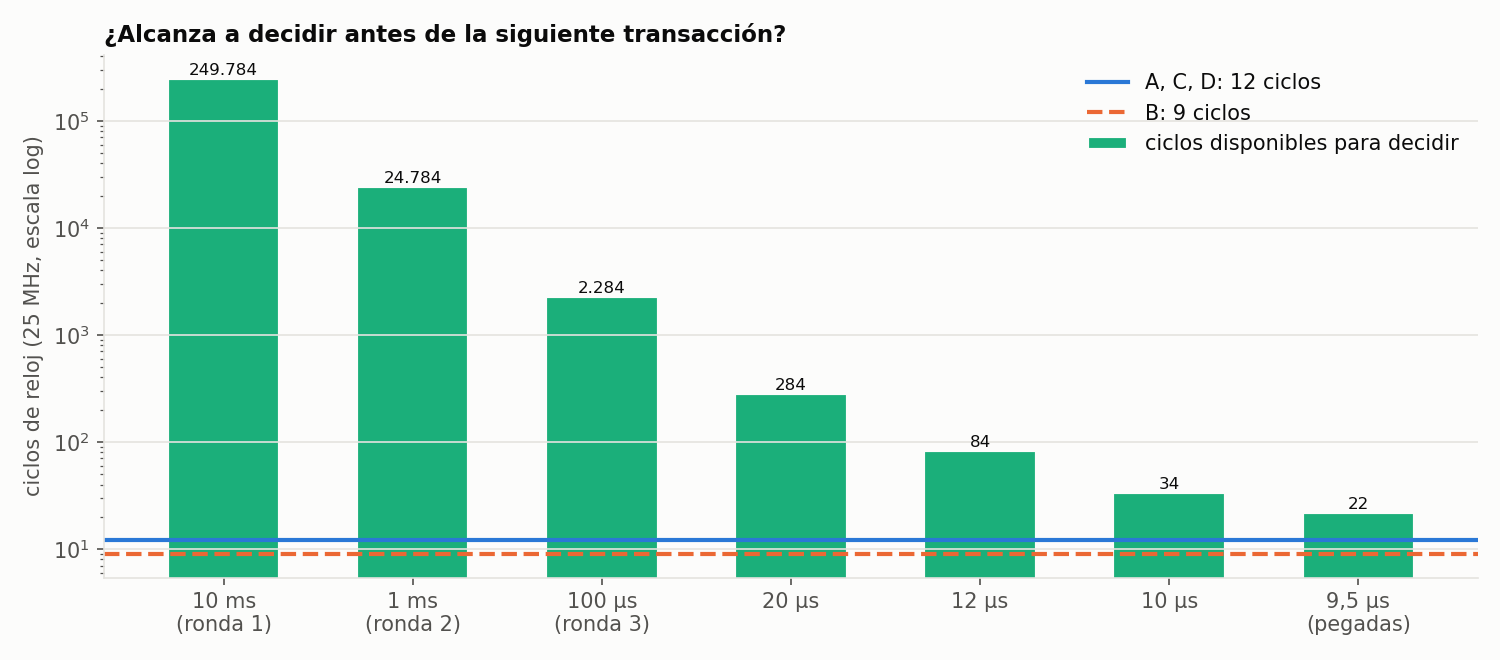 ¿Alcanza a decidir antes de la siguiente transacción?
ciclos de reloj (25 MHz, escala log)
10⁵
10⁴
10³
10²
10¹
249.784
24.784
2.284
284
84
34
22
A, C, D: 12 ciclos
B: 9 ciclos
ciclos disponibles para decidir
10 ms
(ronda 1)
1 ms
(ronda 2)
100 µs
(ronda 3)
20 µs
12 µs
10 µs
9,5 µs
(pegadas)